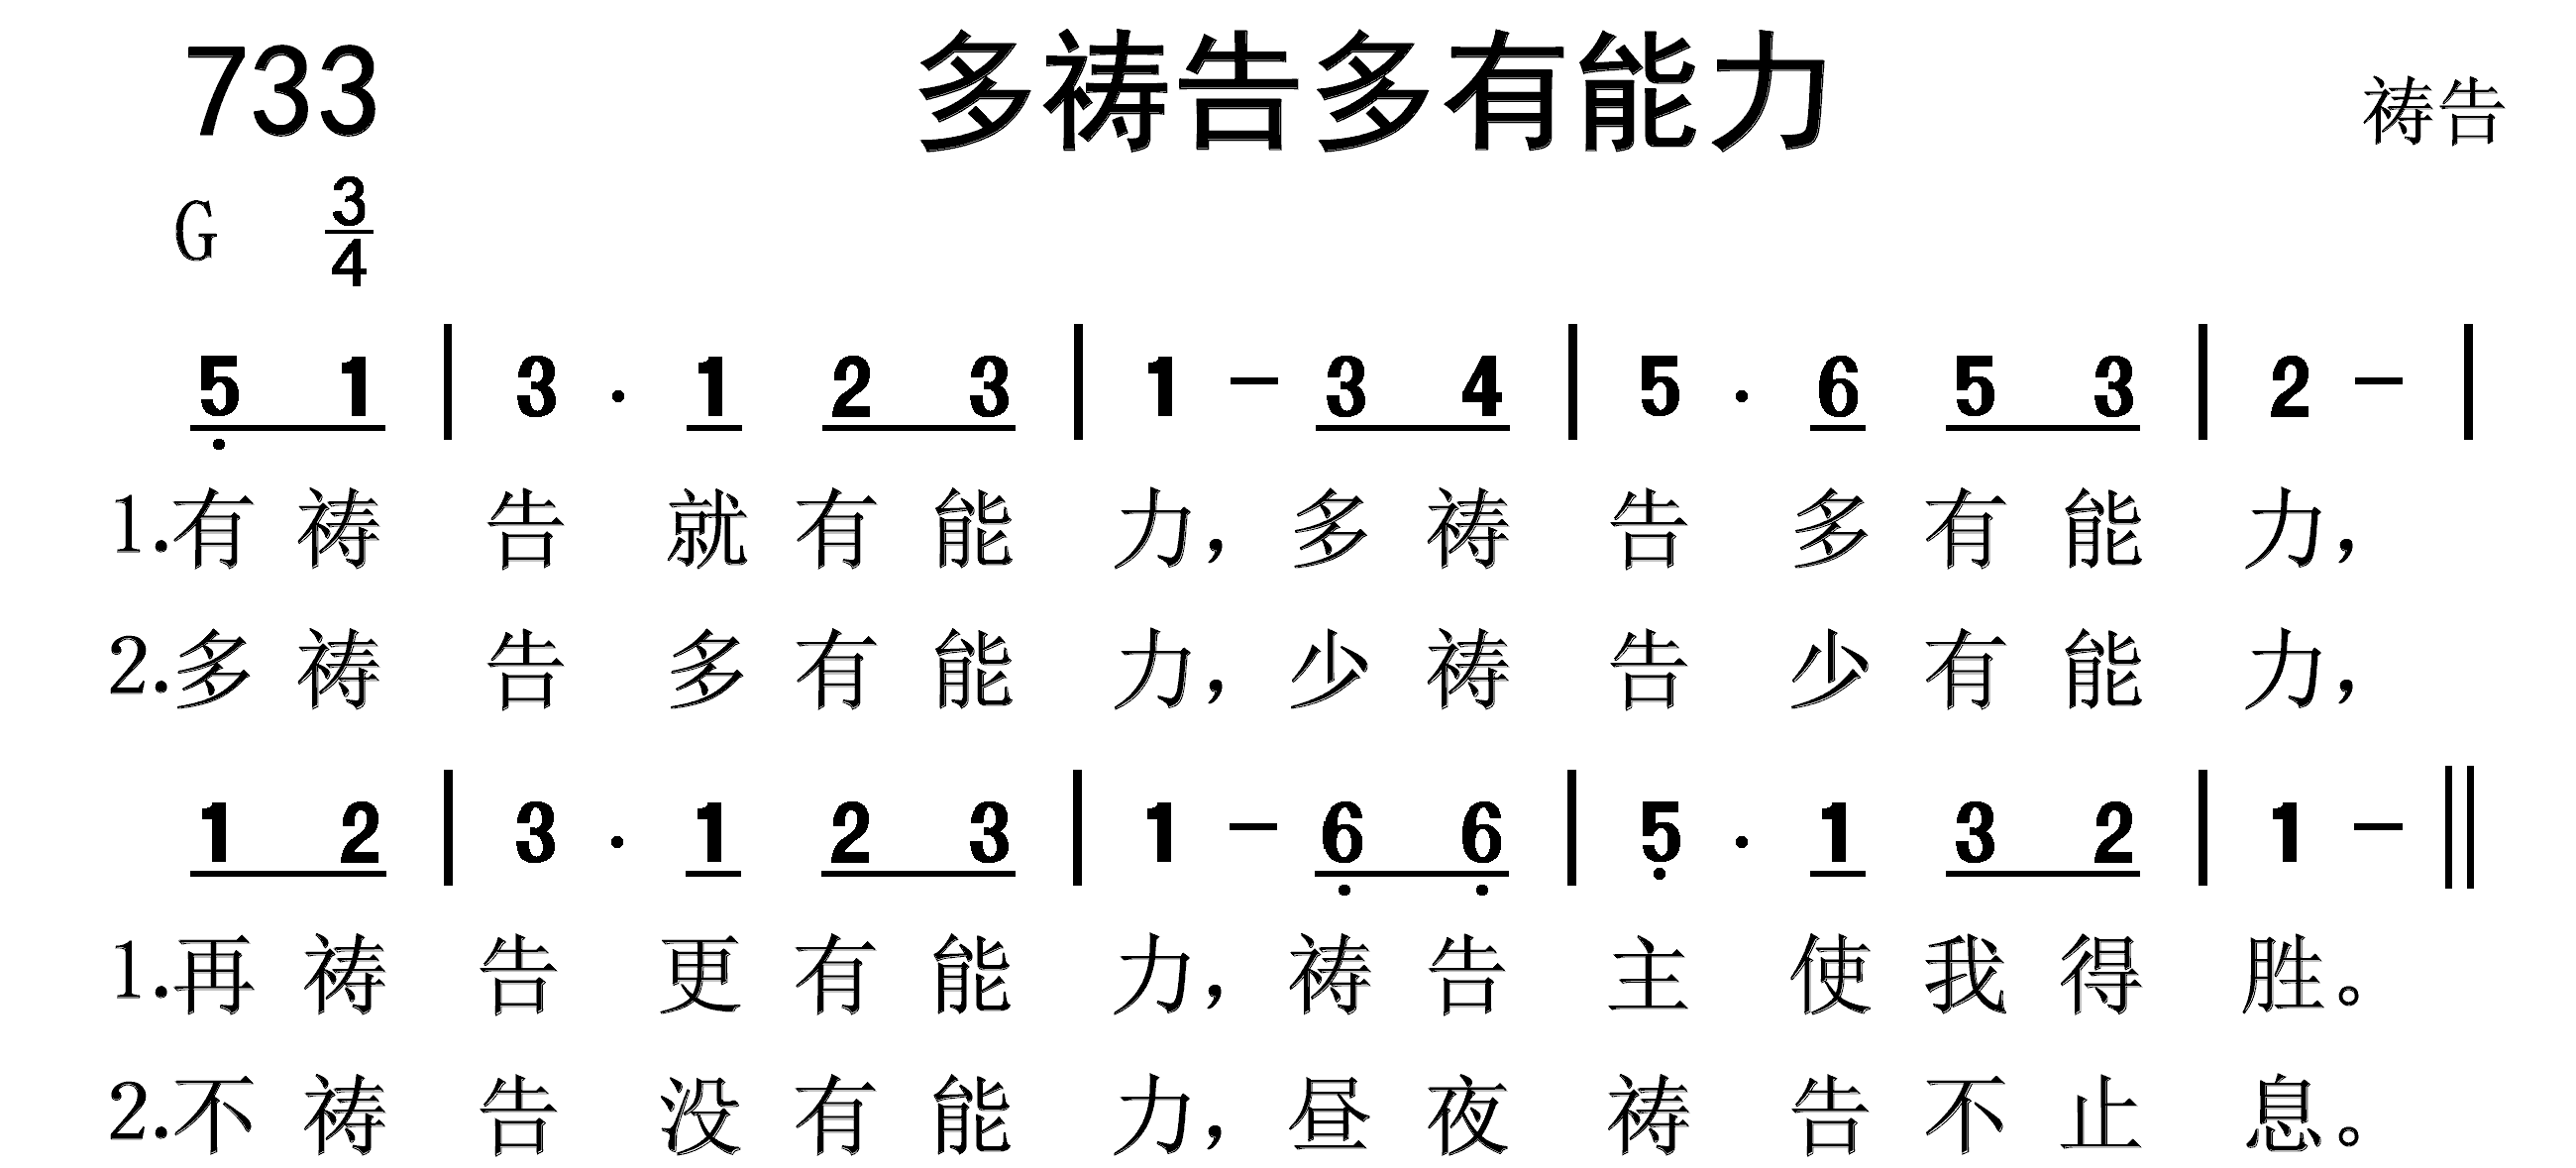 733 多祷告多有能力 祷告
G 3/4
5 1 | 3 . 1 2 3 | 1 – 3 4 | 5 . 6 5 3 | 2 – |
1.有祷告就有能力，多祷告多有能力，
2.多祷告多有能力，少祷告少有能力，
1 2 | 3 . 1 2 3 | 1 – 6 6 | 5 . 1 3 2 | 1 – ||
1.再祷告更有能力，祷告主使我得胜。
2.不祷告没有能力，昼夜祷告不止息。